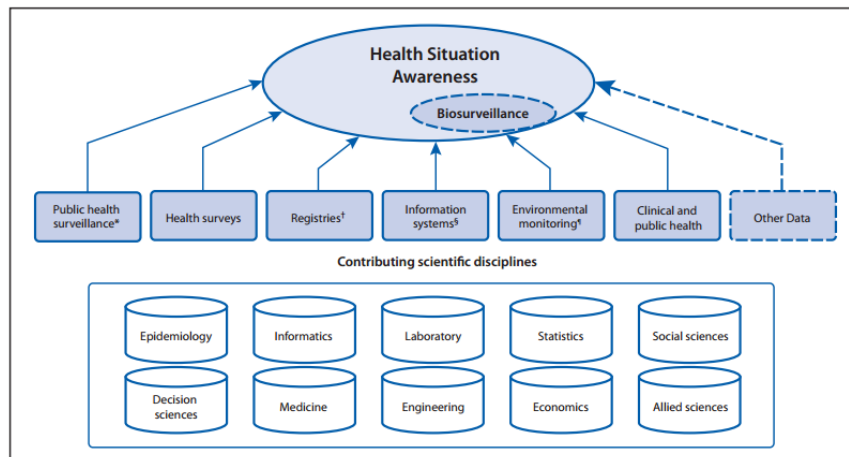 Health Situation
Awareness
Biosurveillance
Public health
surveillance*
Health surveys
Registries†
Information
systems§
Environmental
monitoring¶
Clinical and
public health
Other Data
Contributing scientific disciplines
Epidemiology
Informatics
Laboratory
Statistics
Social sciences
Decision
sciences
Medicine
Engineering
Economics
Allied sciences